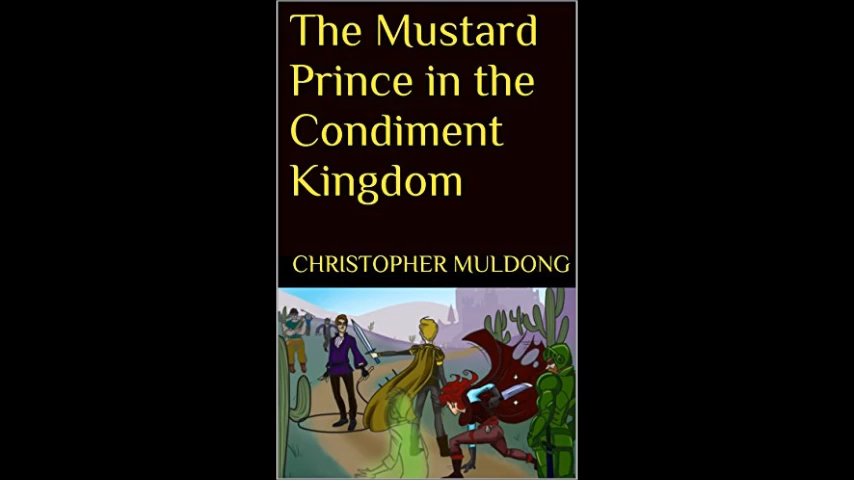 The Mustard
Prince in the
Condiment
Kingdom
CHRISTOPHER MULDONG